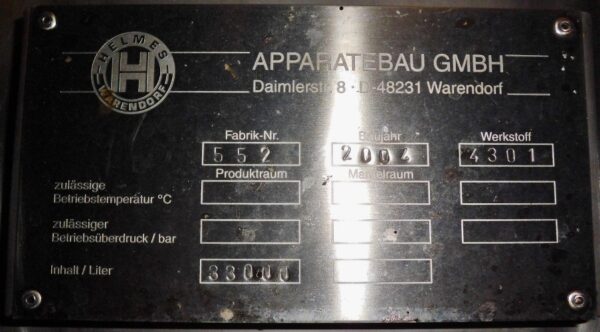 HELMES
H
WARENDORF
APPARATEBAU GMBH
Daimlerstr. 8 · D-48231 Warendorf
Fabrik-Nr. Baujahr Werkstoff
552 2004 4301
Produktraum Mantelraum
zulässige
Betriebstemperatur °C
zulässiger
Betriebsüberdruck / bar
Inhalt / Liter 33000